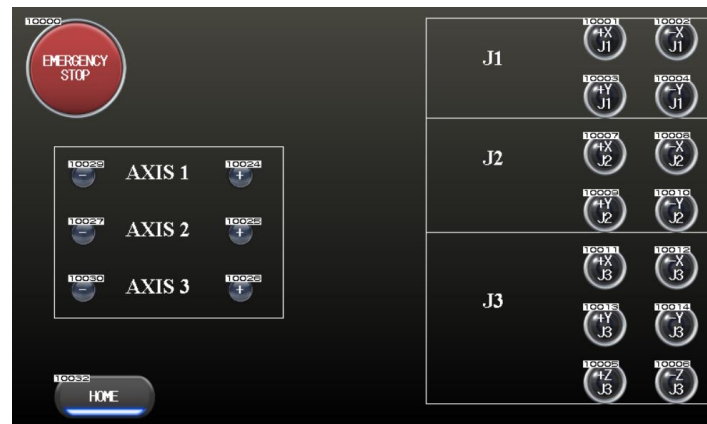 10000
EMERGENCY
STOP
10029
AXIS 1
10024
-
+
10027
AXIS 2
10025
-
+
10030
AXIS 3
10026
-
+
10032
HOME
J1
10001
+X
J1
10002
-X
J1
10003
+Y
J1
10004
-Y
J1
J2
10007
+X
J2
10008
-X
J2
10009
+Y
J2
10010
-Y
J2
J3
10011
+X
J3
10012
-X
J3
10013
+Y
J3
10014
-Y
J3
10005
+Z
J3
10006
-Z
J3